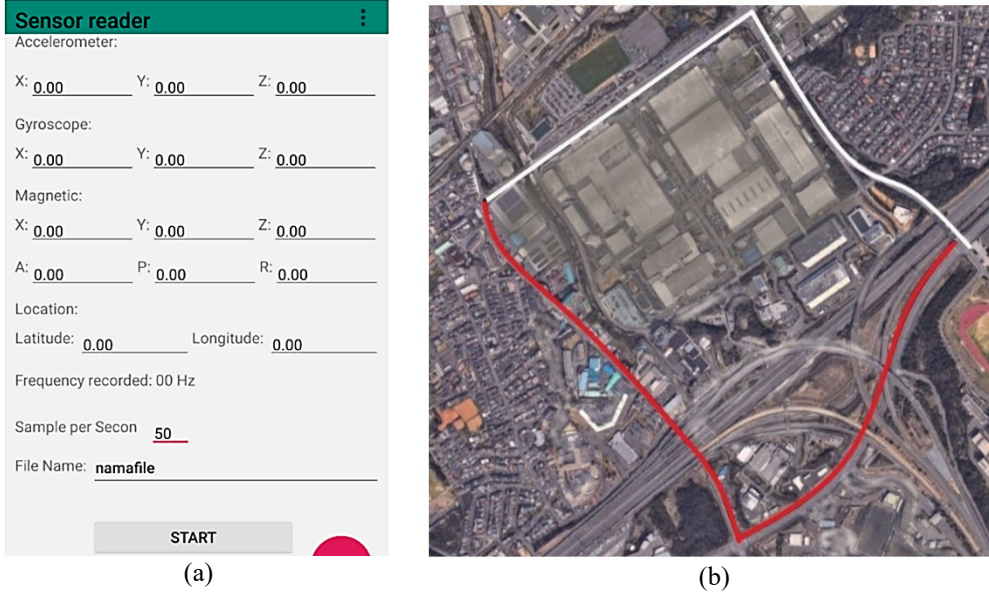 Sensor reader
Accelerometer:
X: 0.00 Y: 0.00 Z: 0.00
Gyroscope:
X: 0.00 Y: 0.00 Z: 0.00
Magnetic:
X: 0.00 Y: 0.00 Z: 0.00
A: 0.00 P: 0.00 R: 0.00
Location:
Latitude: 0.00 Longitude: 0.00
Frequency recorded: 00 Hz
Sample per Secon 50
File Name: namafile
START
(a)
(b)